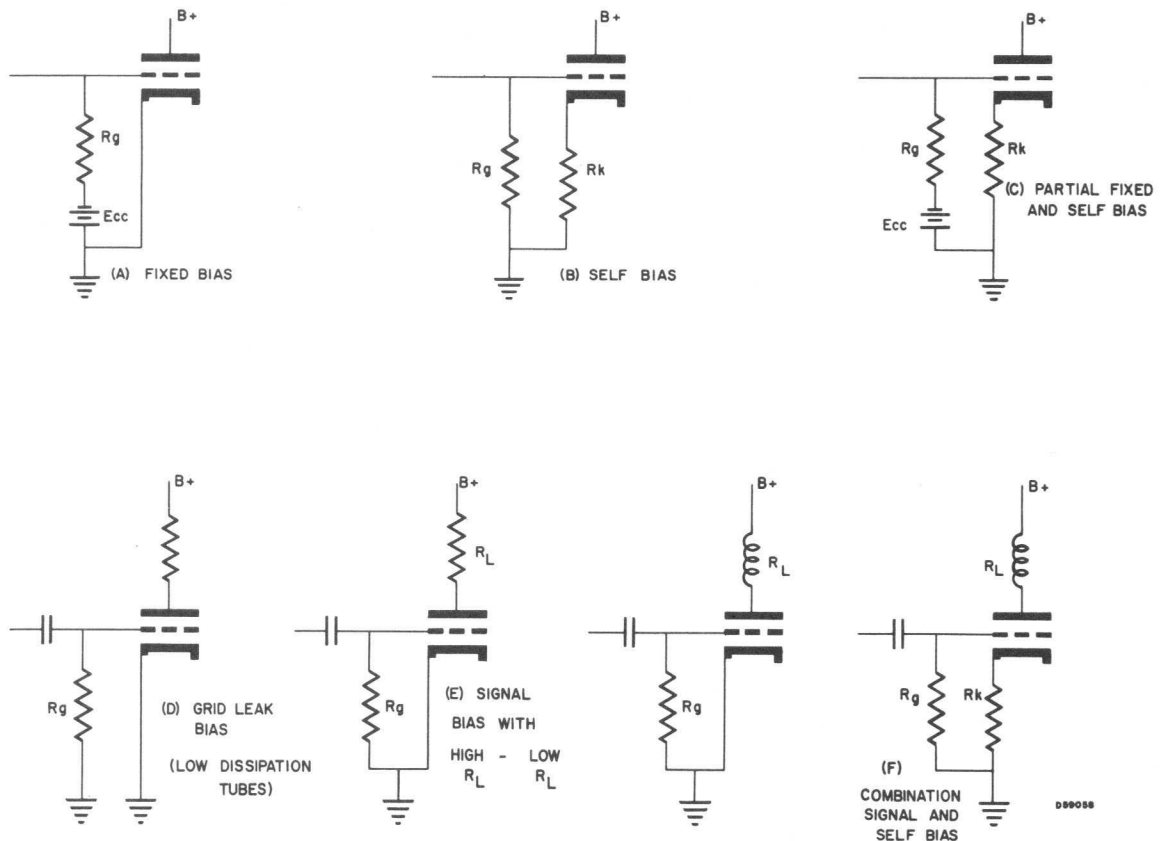 B+
Rg
Ecc
(A) FIXED BIAS
B+
Rg
Rk
(B) SELF BIAS
B+
Rg
Rk
Ecc
(C) PARTIAL FIXED
AND SELF BIAS
B+
Rg
(D) GRID LEAK
BIAS
(LOW DISSIPATION
TUBES)
B+
RL
Rg
(E) SIGNAL
BIAS WITH
HIGH - LOW
RL RL
B+
RL
Rg
B+
RL
Rg
Rk
(F)
COMBINATION
SIGNAL AND
SELF BIAS
D89058